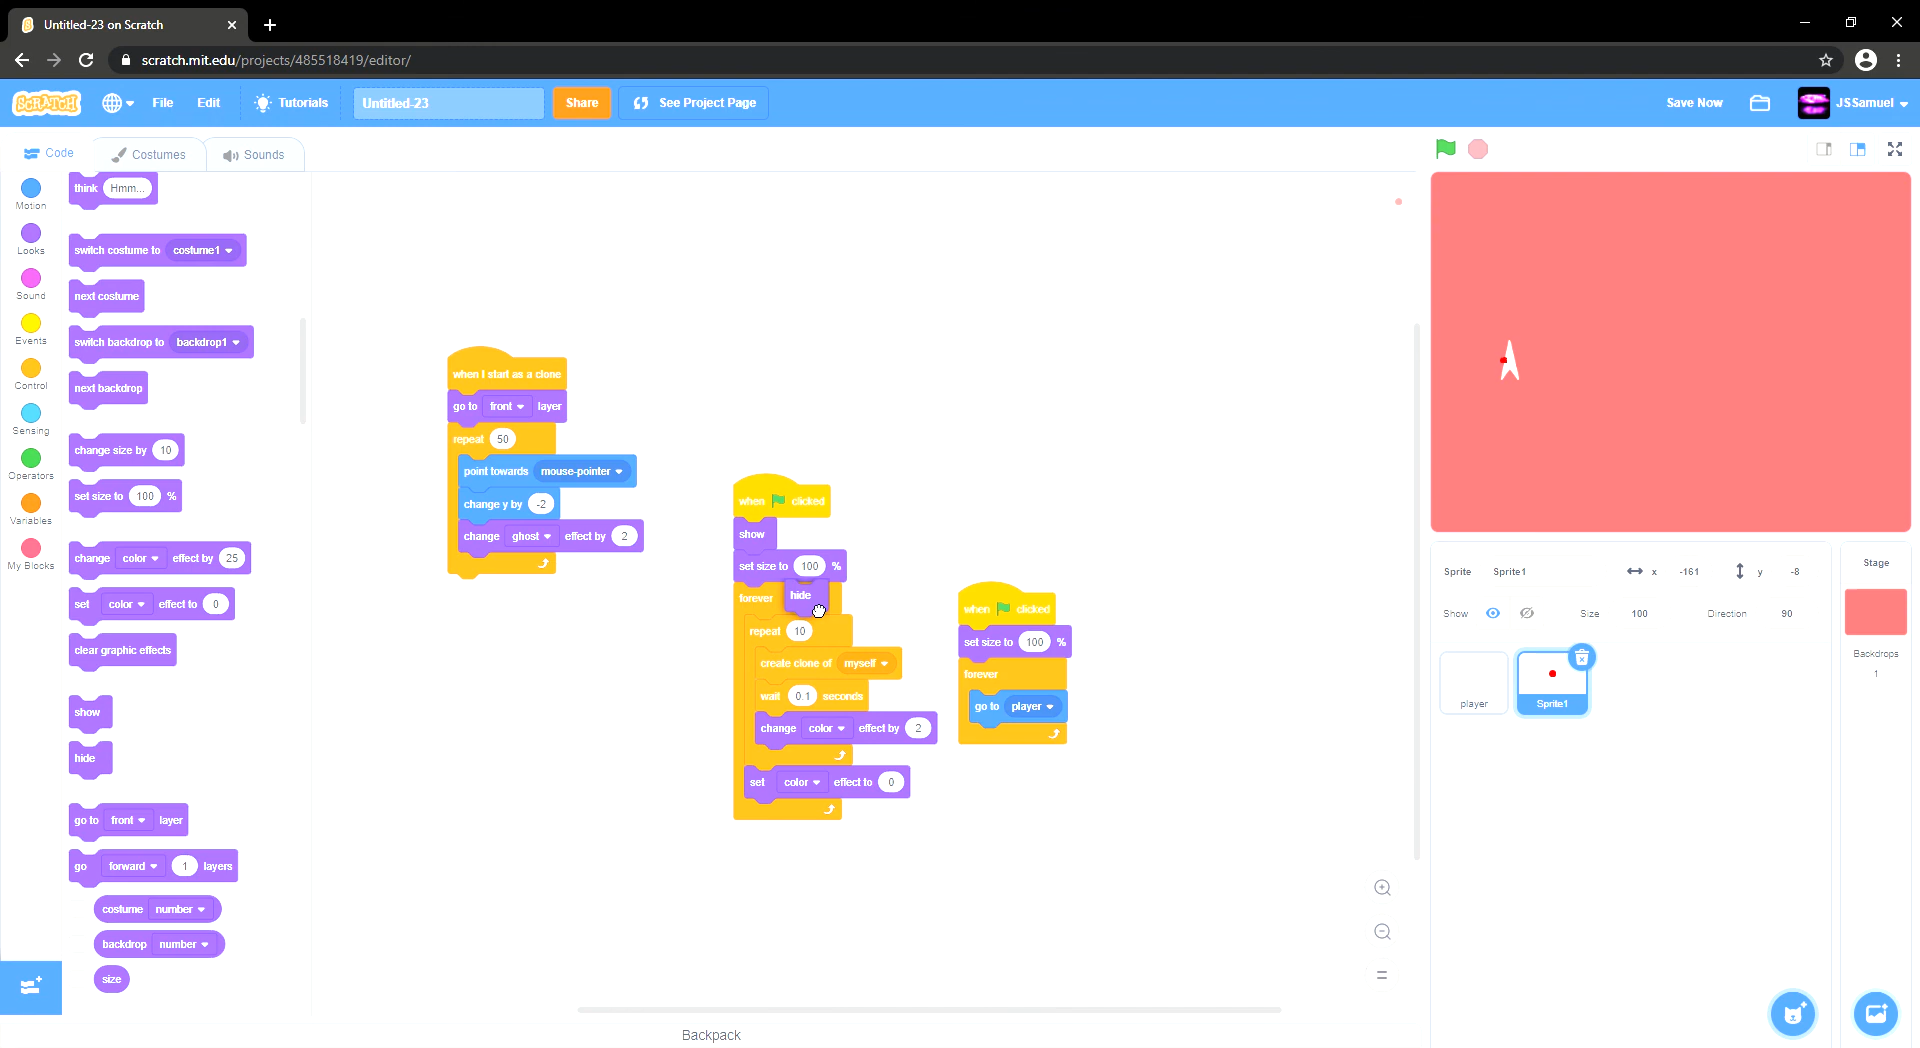 Untitled-23 on Scratch
scratch.mit.edu/projects/485518419/editor/
SCRATCH
File
Edit
Tutorials
Untitled-23
Share
See Project Page
Save Now
JSSamuel
Code
Costumes
Sounds
Motion
Looks
Sound
Events
Control
Sensing
Operators
Variables
My Blocks
think Hmm...
switch costume to costume1
next costume
switch backdrop to backdrop1
next backdrop
change size by 10
set size to 100 %
change color effect by 25
set color effect to 0
clear graphic effects
show
hide
go to front layer
go forward 1 layers
costume number
backdrop number
size
when I start as a clone
go to front layer
repeat 50
point towards mouse-pointer
change y by -2
change ghost effect by 2
when clicked
show
set size to 100 %
forever
hide
repeat 10
create clone of myself
wait 0.1 seconds
change color effect by 2
set color effect to 0
when clicked
set size to 100 %
forever
go to player
Sprite Sprite1 x -161 y -8
Show Size 100 Direction 90
player
Sprite1
Stage
Backdrops
1
Backpack